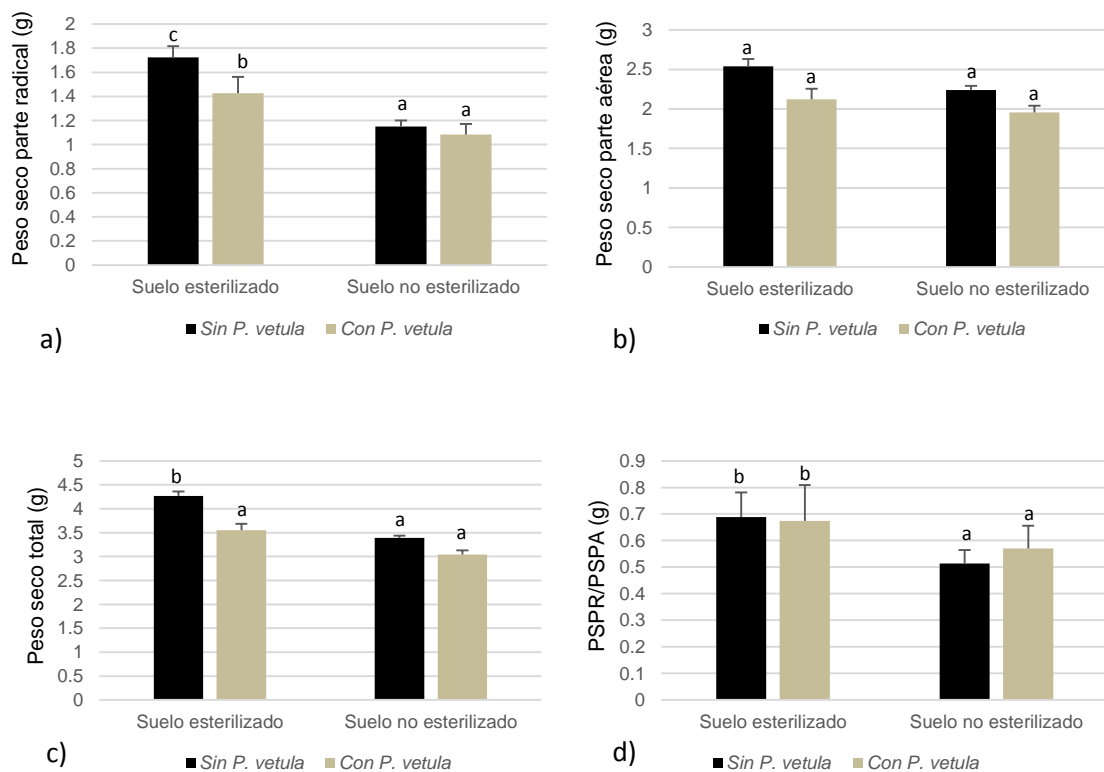 Peso seco parte radical (g)
2
1.8
1.6
1.4
1.2
1
0.8
0.6
0.4
0.2
0
c
b
a
a
Suelo esterilizado
Suelo no esterilizado
Sin P. vetula
Con P. vetula
a)
Peso seco parte aérea (g)
3
2.5
2
1.5
1
0.5
0
a
a
a
a
Suelo esterilizado
Suelo no esterilizado
Sin P. vetula
Con P. vetula
b)
Peso seco total (g)
5
4.5
4
3.5
3
2.5
2
1.5
1
0.5
0
b
a
a
a
Suelo esterilizado
Suelo no esterilizado
Sin P. vetula
Con P. vetula
c)
PSPR/PSPA (g)
0.9
0.8
0.7
0.6
0.5
0.4
0.3
0.2
0.1
0
b
b
a
a
Suelo esterilizado
Suelo no esterilizado
Sin P. vetula
Con P. vetula
d)